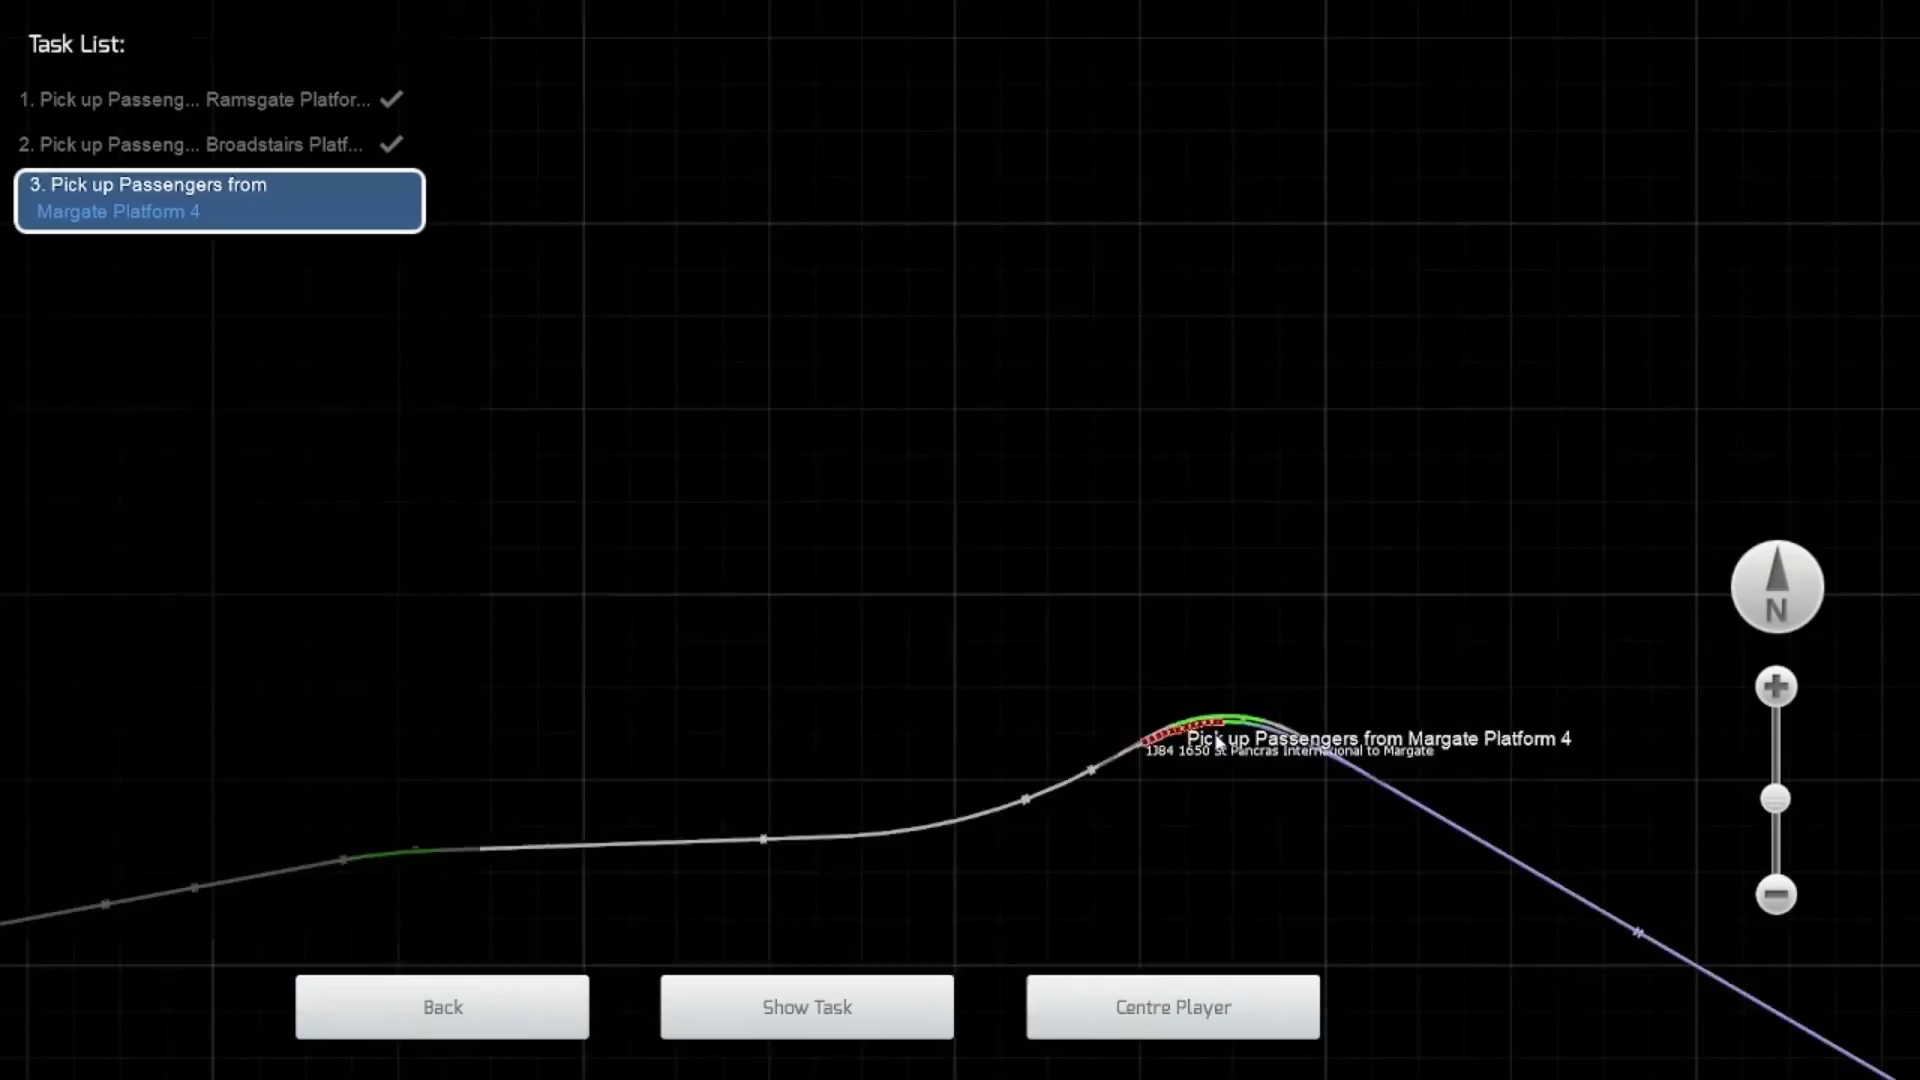 Task List:
1. Pick up Passeng... Ramsgate Platfor...
2. Pick up Passeng... Broadstairs Platf...
3. Pick up Passengers from
Margate Platform 4
Pick up Passengers from Margate Platform 4
1J84 1650 St Pancras International to Margate
N
Back
Show Task
Centre Player